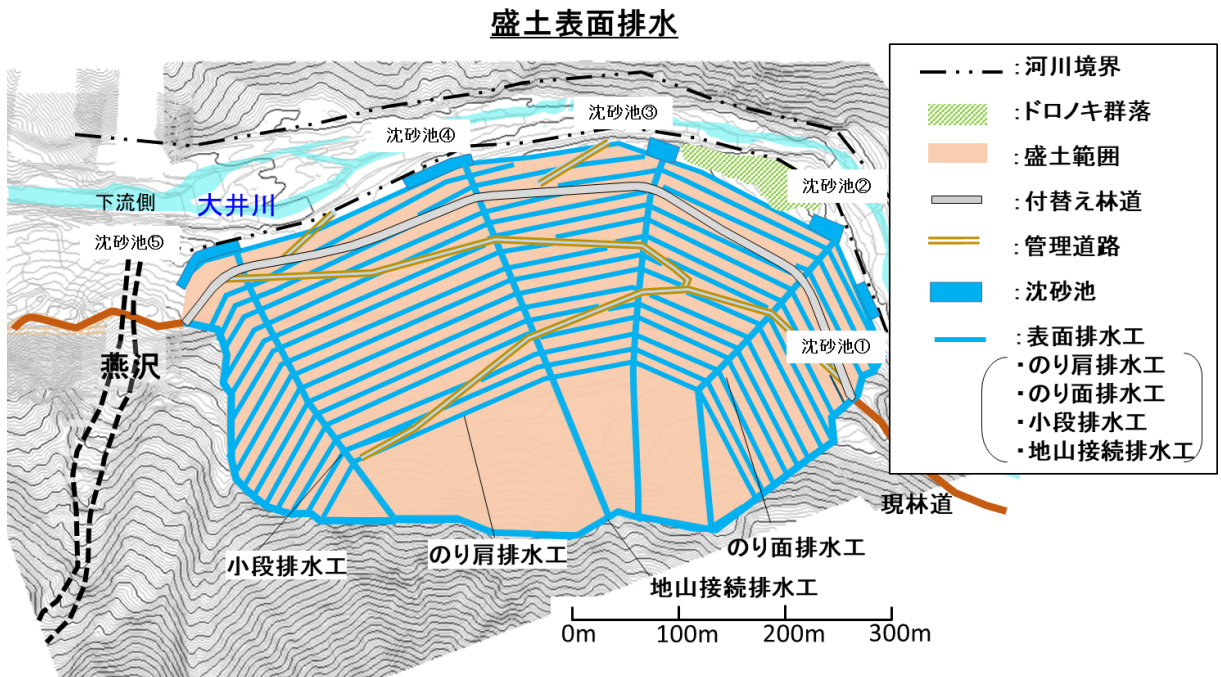 盛土表面排水
:河川境界
:ドロノキ群落
:盛土範囲
:付替え林道
:管理道路
:沈砂池
:表面排水工
・のり肩排水工
・のり面排水工
・小段排水工
・地山接続排水工
沈砂池③
沈砂池④
沈砂池②
下流側
大井川
沈砂池⑤
沈砂池①
燕沢
現林道
小段排水工
のり肩排水工
のり面排水工
地山接続排水工
0m 100m 200m 300m